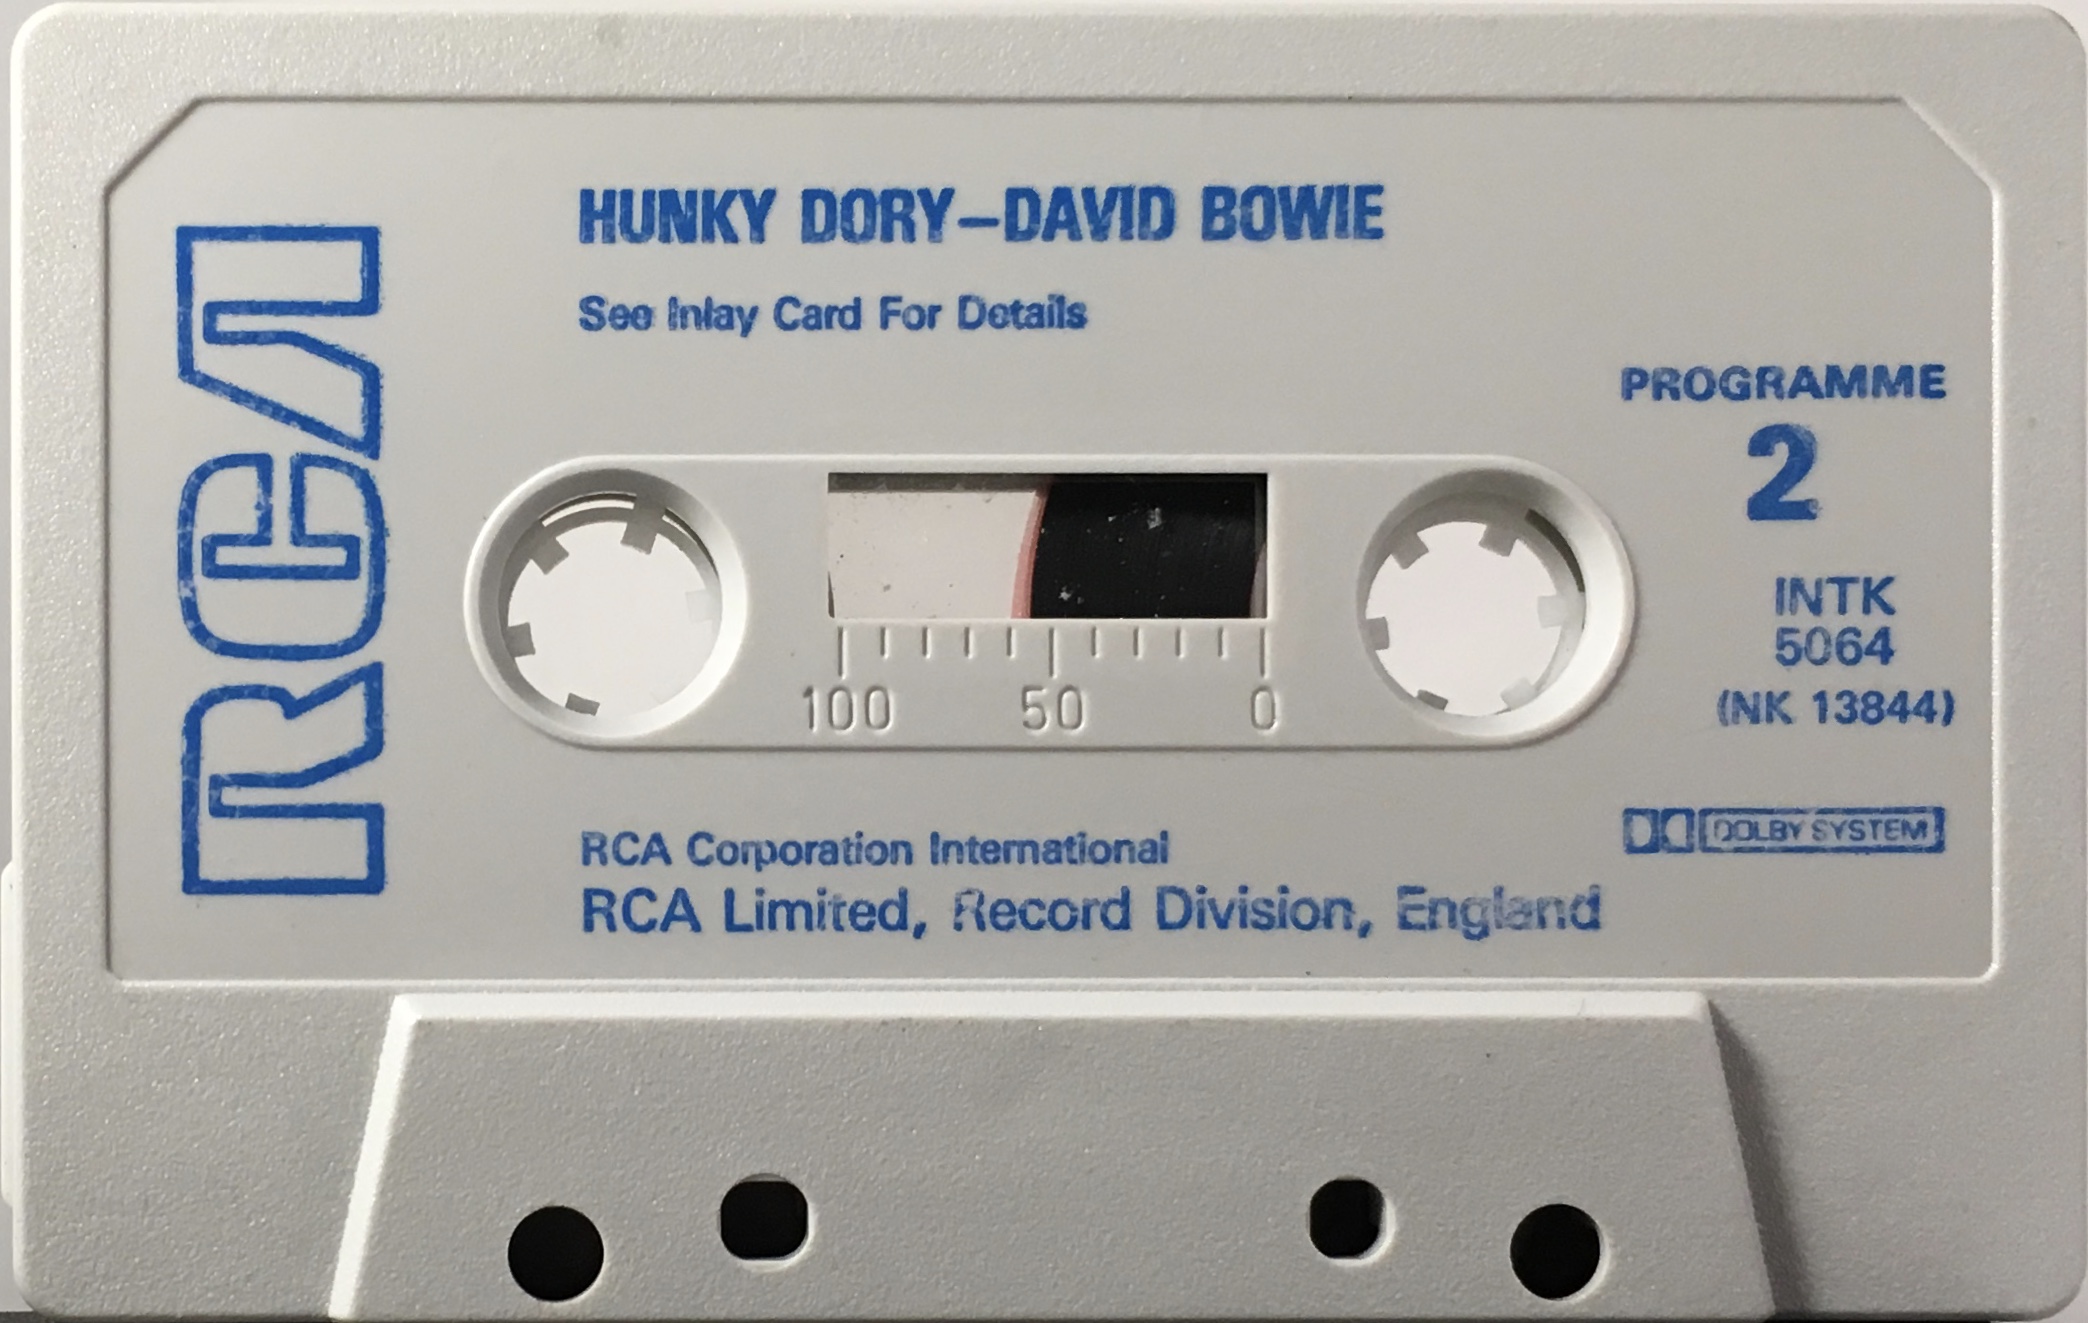 RCA
HUNKY DORY–DAVID BOWIE
See Inlay Card For Details
PROGRAMME
2
INTK
5064
(NK 13844)
100 50 0
DOLBY SYSTEM
RCA Corporation International
RCA Limited, Record Division, England